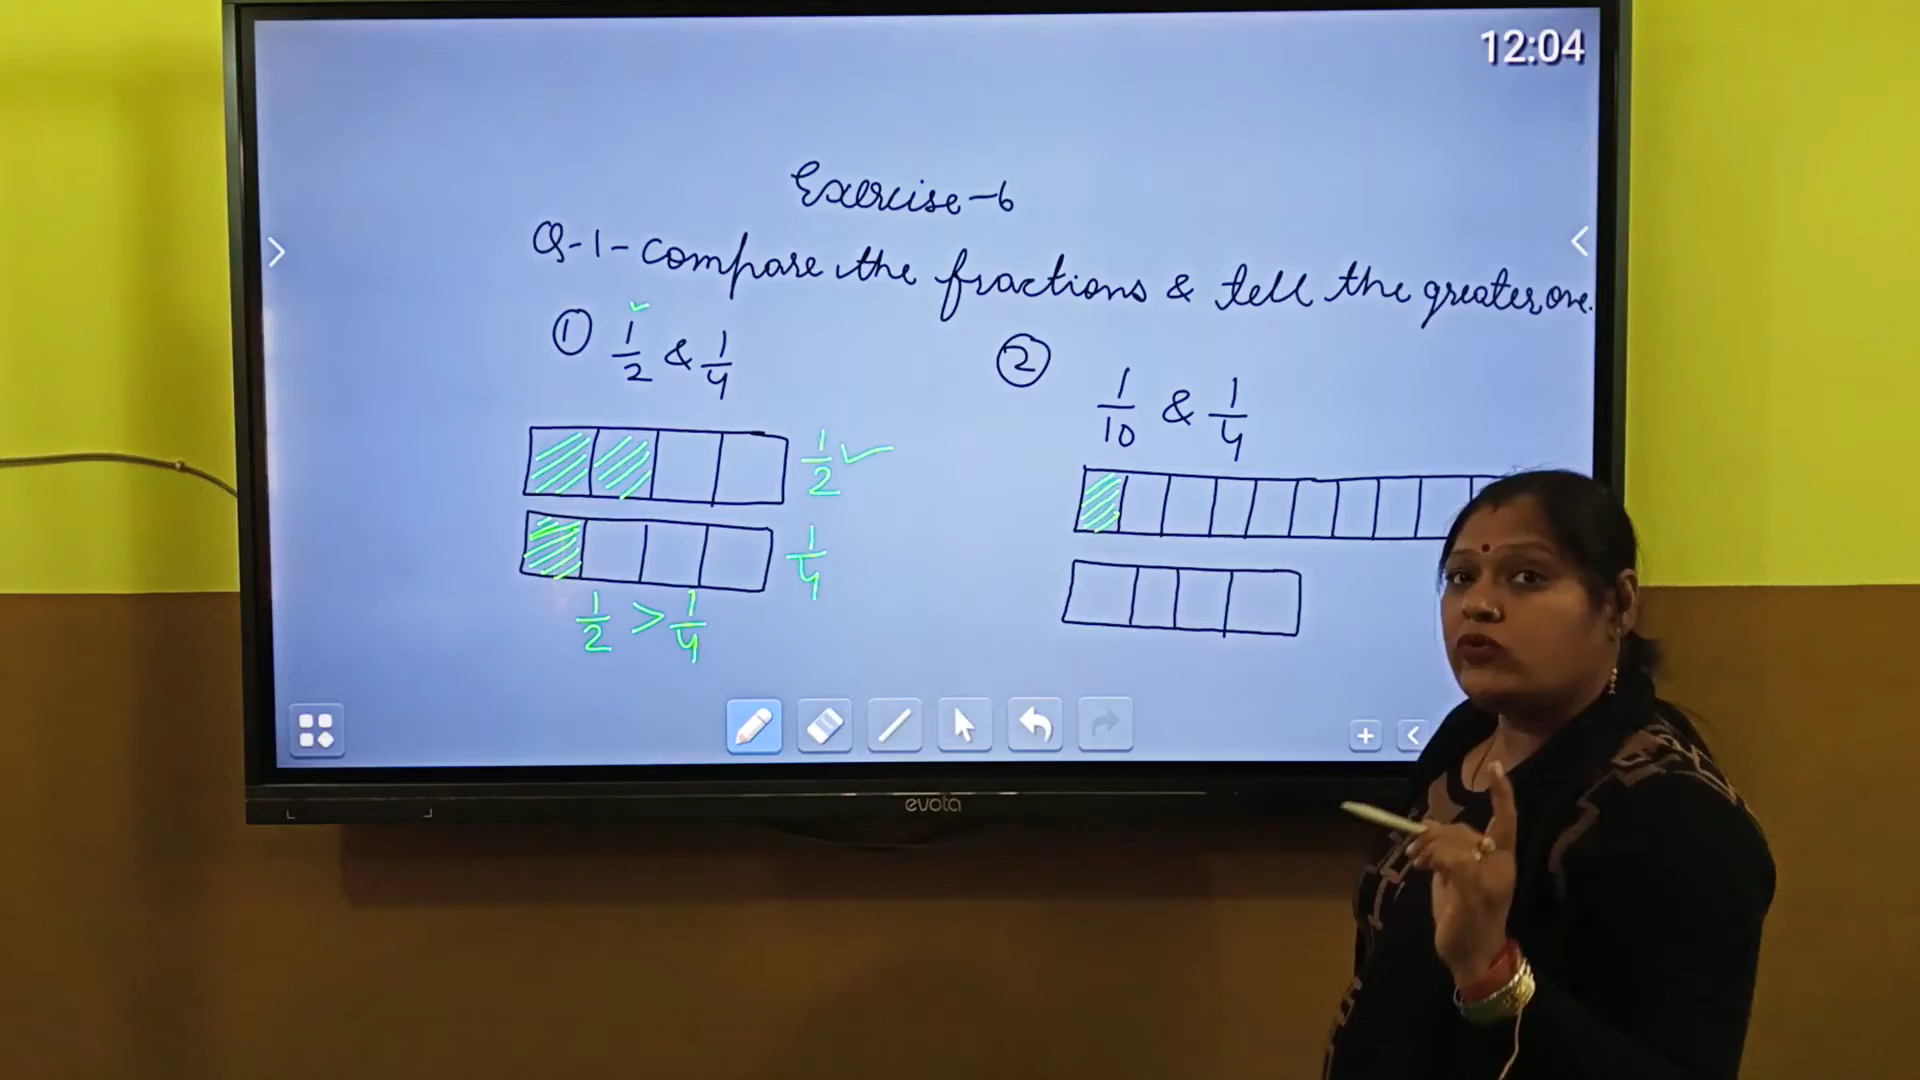 12:04
Exercise-6
Q-1-compare the fractions & tell the greater one.
① 1/2 & 1/4
② 1/10 & 1/4
1/2 ✓
1/4
1/2 > 1/4
evota